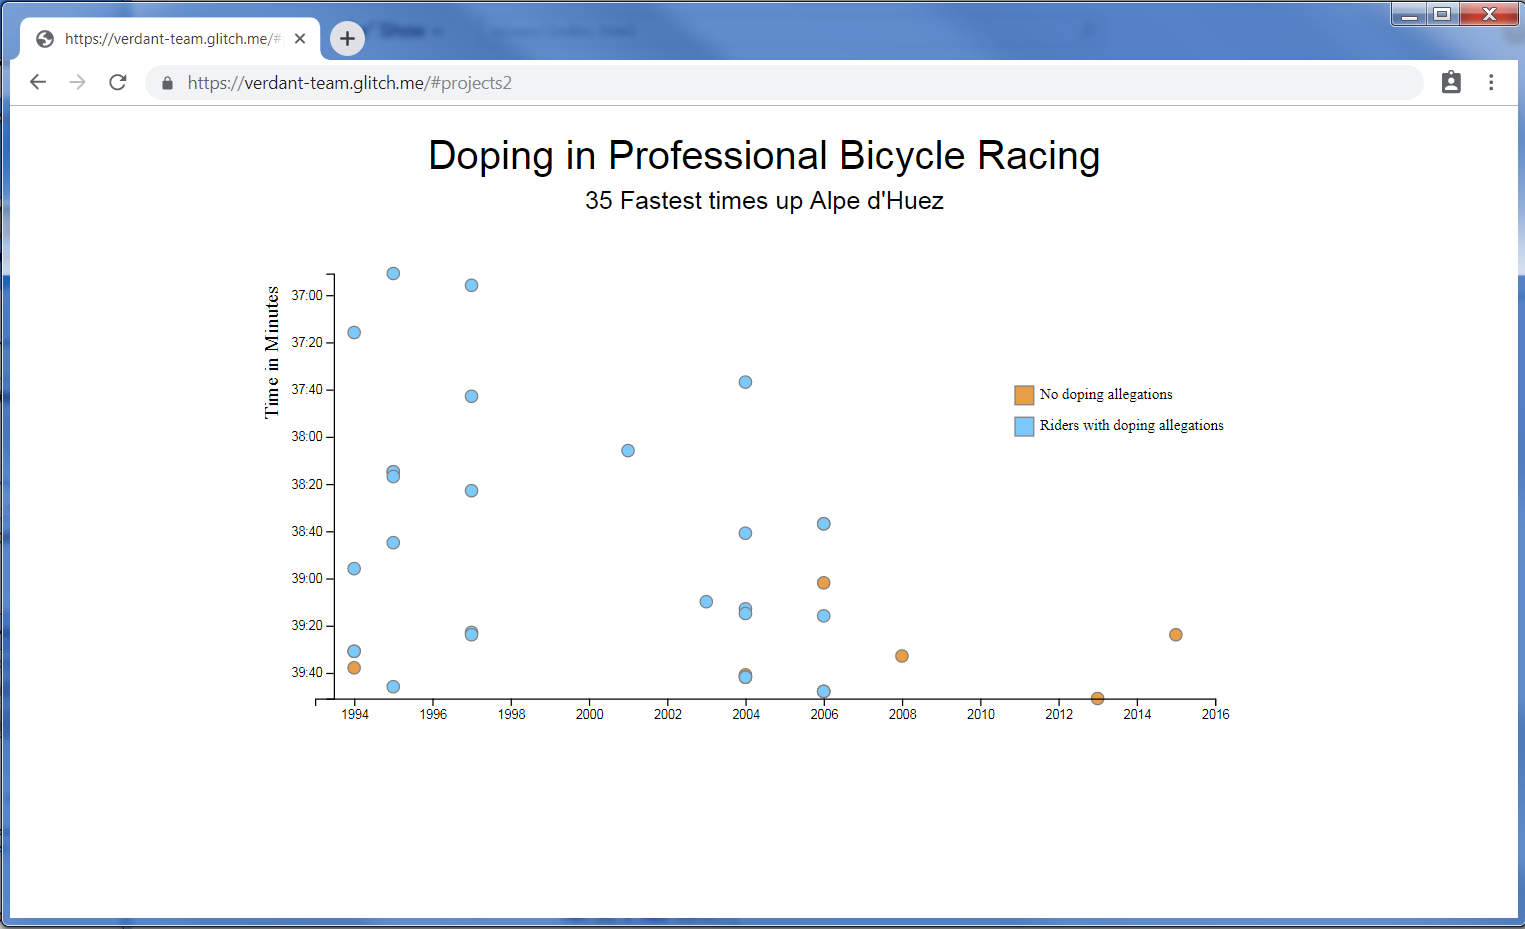 https://verdant-team.glitch.me/#
https://verdant-team.glitch.me/#projects2
Doping in Professional Bicycle Racing
35 Fastest times up Alpe d'Huez
Time in Minutes
37:00
37:20
37:40
38:00
38:20
38:40
39:00
39:20
39:40
No doping allegations
Riders with doping allegations
1994 1996 1998 2000 2002 2004 2006 2008 2010 2012 2014 2016